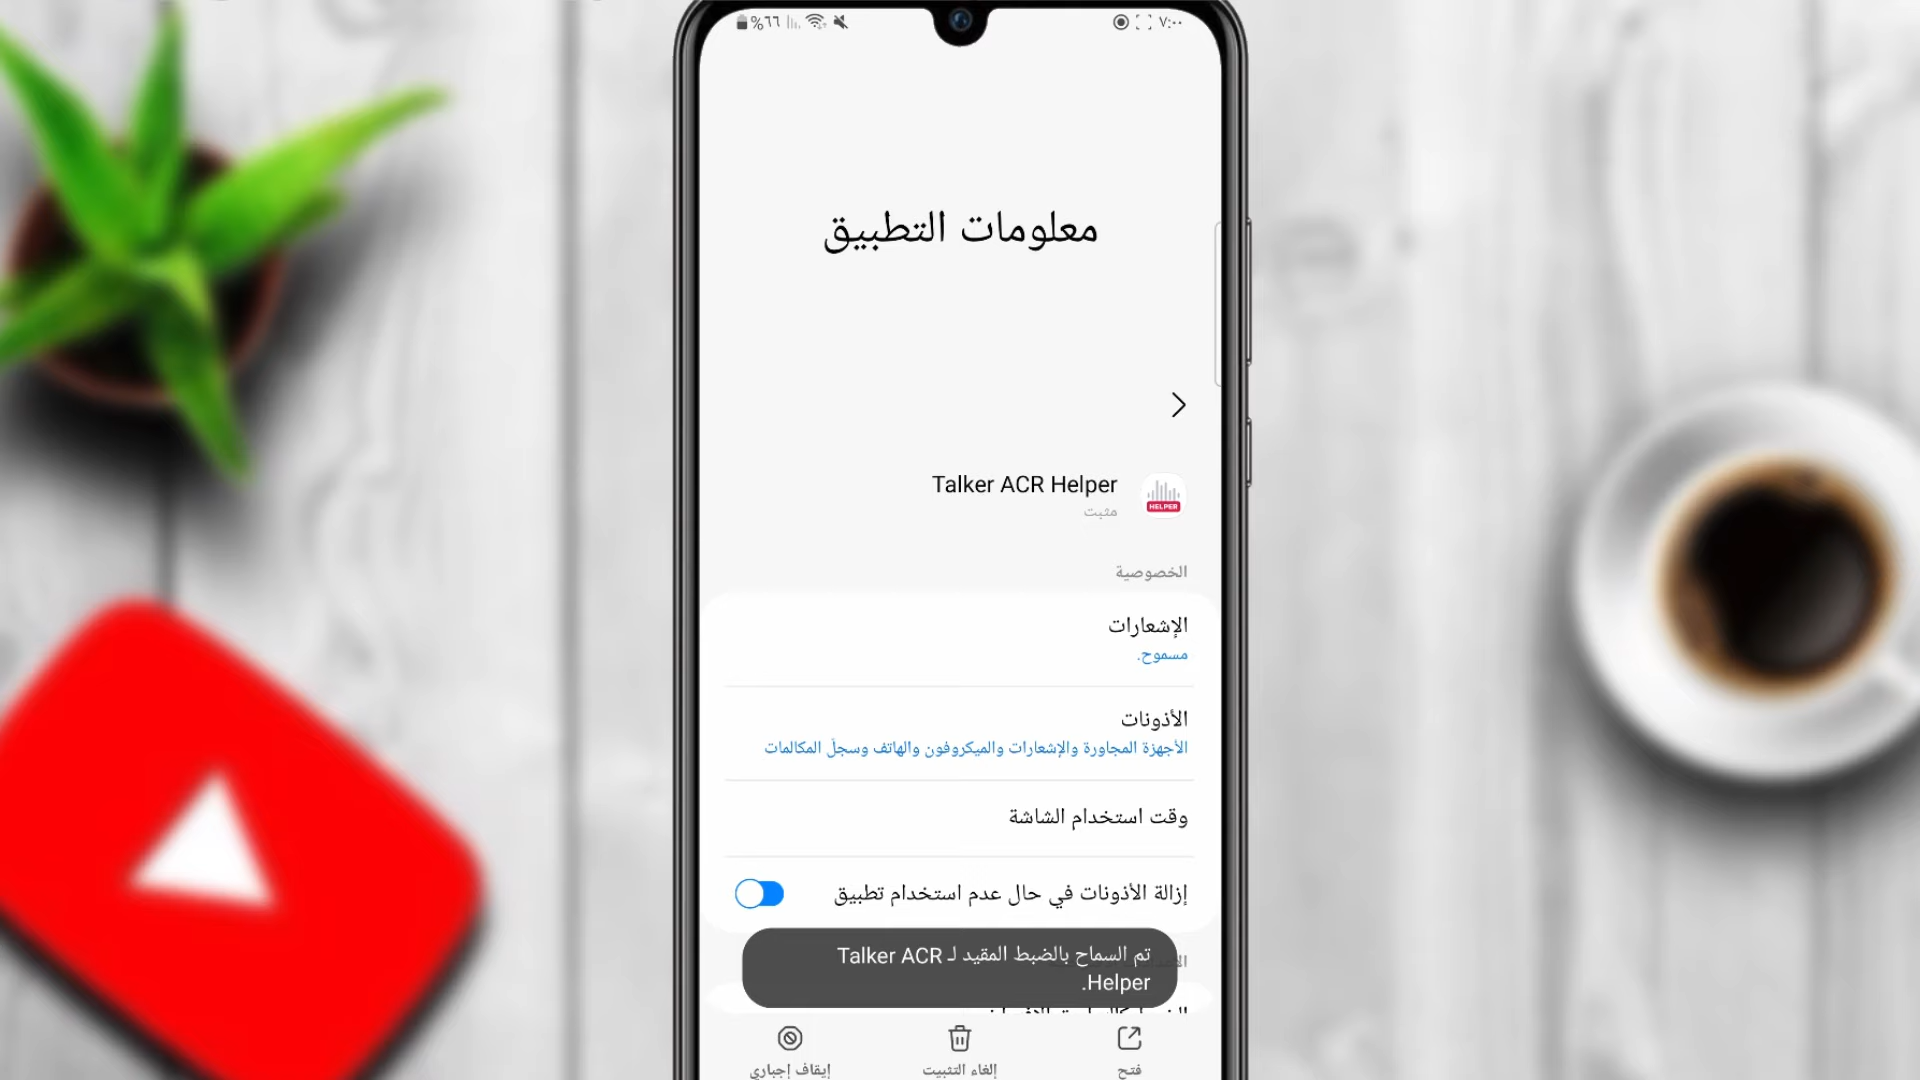 ٧:٠٠
%٦٦
معلومات التطبيق
Talker ACR Helper
مثبت
HELPER
الخصوصية
الإشعارات
مسموح.
الأذونات
الأجهزة المجاورة والإشعارات والميكروفون والهاتف وسجلّ المكالمات
وقت استخدام الشاشة
إزالة الأذونات في حال عدم استخدام تطبيق
تم السماح بالضبط المقيد لـ Talker ACR
Helper.
فتح
إلغاء التثبيت
إيقاف إجباري